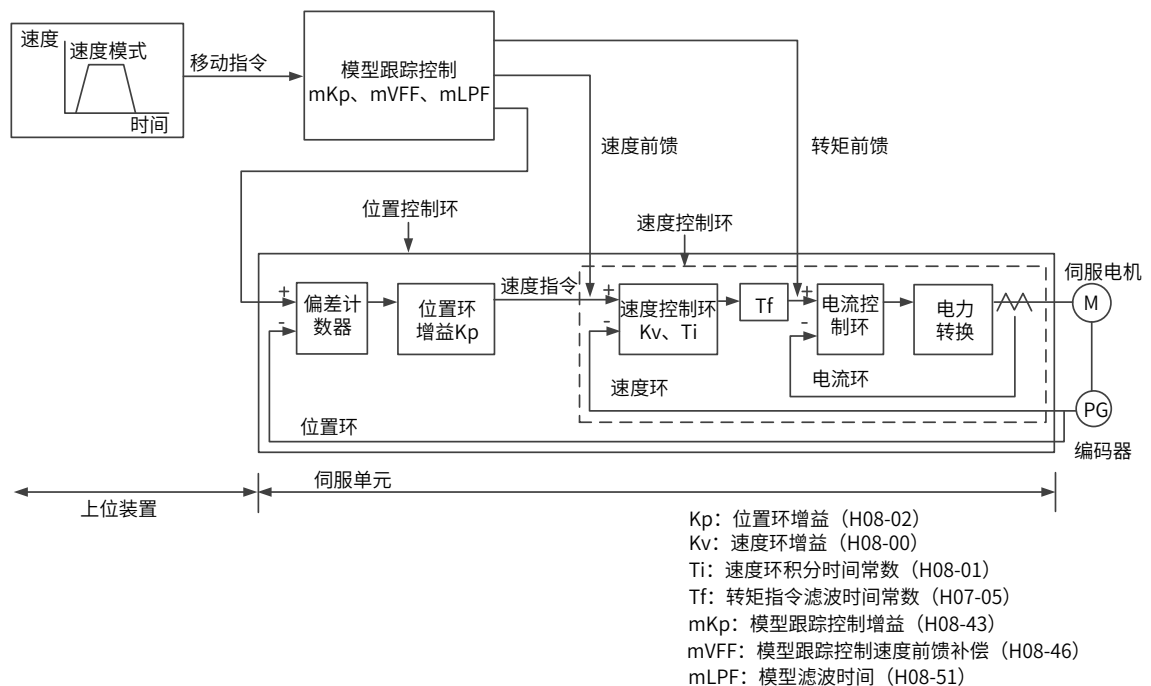 速度
速度模式
时间
移动指令
模型跟踪控制
mKp、mVFF、mLPF
速度前馈
转矩前馈
位置控制环
速度控制环
伺服电机
+
-
偏差计
数器
位置环
增益Kp
速度指令
+
-
速度控制环
Kv、Ti
Tf
+
-
电流控
制环
电力
转换
M
电流环
速度环
位置环
PG
编码器
伺服单元
上位装置
Kp：位置环增益（H08-02）
Kv：速度环增益（H08-00）
Ti：速度环积分时间常数（H08-01）
Tf：转矩指令滤波时间常数（H07-05）
mKp：模型跟踪控制增益（H08-43）
mVFF：模型跟踪控制速度前馈补偿（H08-46）
mLPF：模型滤波时间（H08-51）